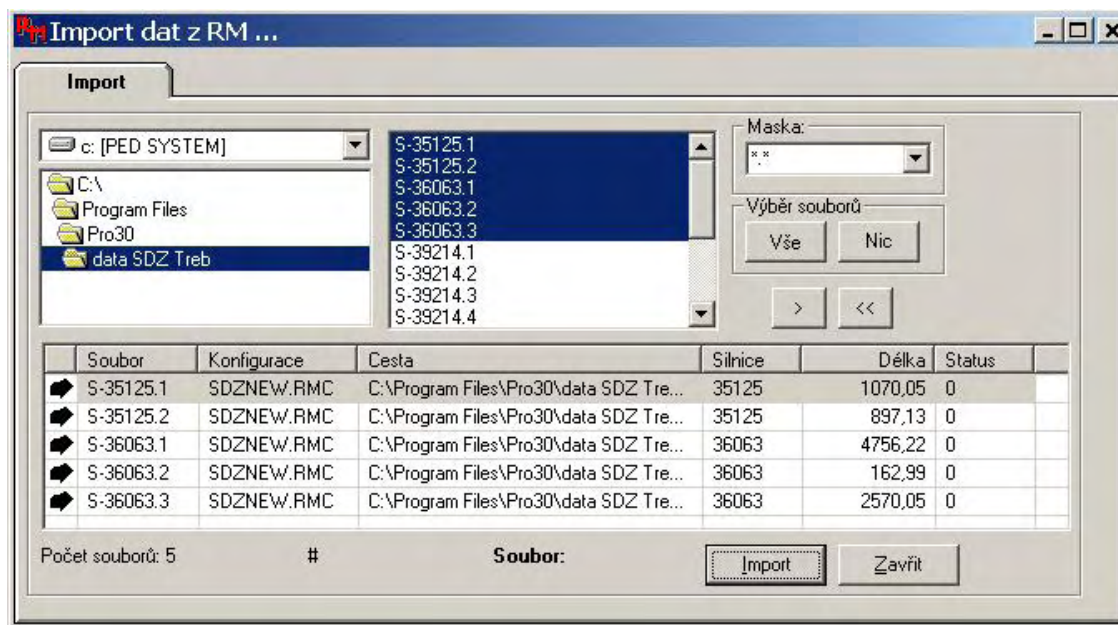 RM Import dat z RM ...
Import
c: [PED SYSTEM]
C:\
Program Files
Pro30
data SDZ Treb
S-35125.1
S-35125.2
S-36063.1
S-36063.2
S-36063.3
S-39214.1
S-39214.2
S-39214.3
S-39214.4
Maska:
*.*
Výběr souborů
Vše Nic
> <<
Soubor Konfigurace Cesta Silnice Délka Status
S-35125.1 SDZNEW.RMC C:\Program Files\Pro30\data SDZ Tre... 35125 1070,05 0
S-35125.2 SDZNEW.RMC C:\Program Files\Pro30\data SDZ Tre... 35125 897,13 0
S-36063.1 SDZNEW.RMC C:\Program Files\Pro30\data SDZ Tre... 36063 4756,22 0
S-36063.2 SDZNEW.RMC C:\Program Files\Pro30\data SDZ Tre... 36063 162,99 0
S-36063.3 SDZNEW.RMC C:\Program Files\Pro30\data SDZ Tre... 36063 2570,05 0
Počet souborů: 5 # Soubor: Import Zavřit